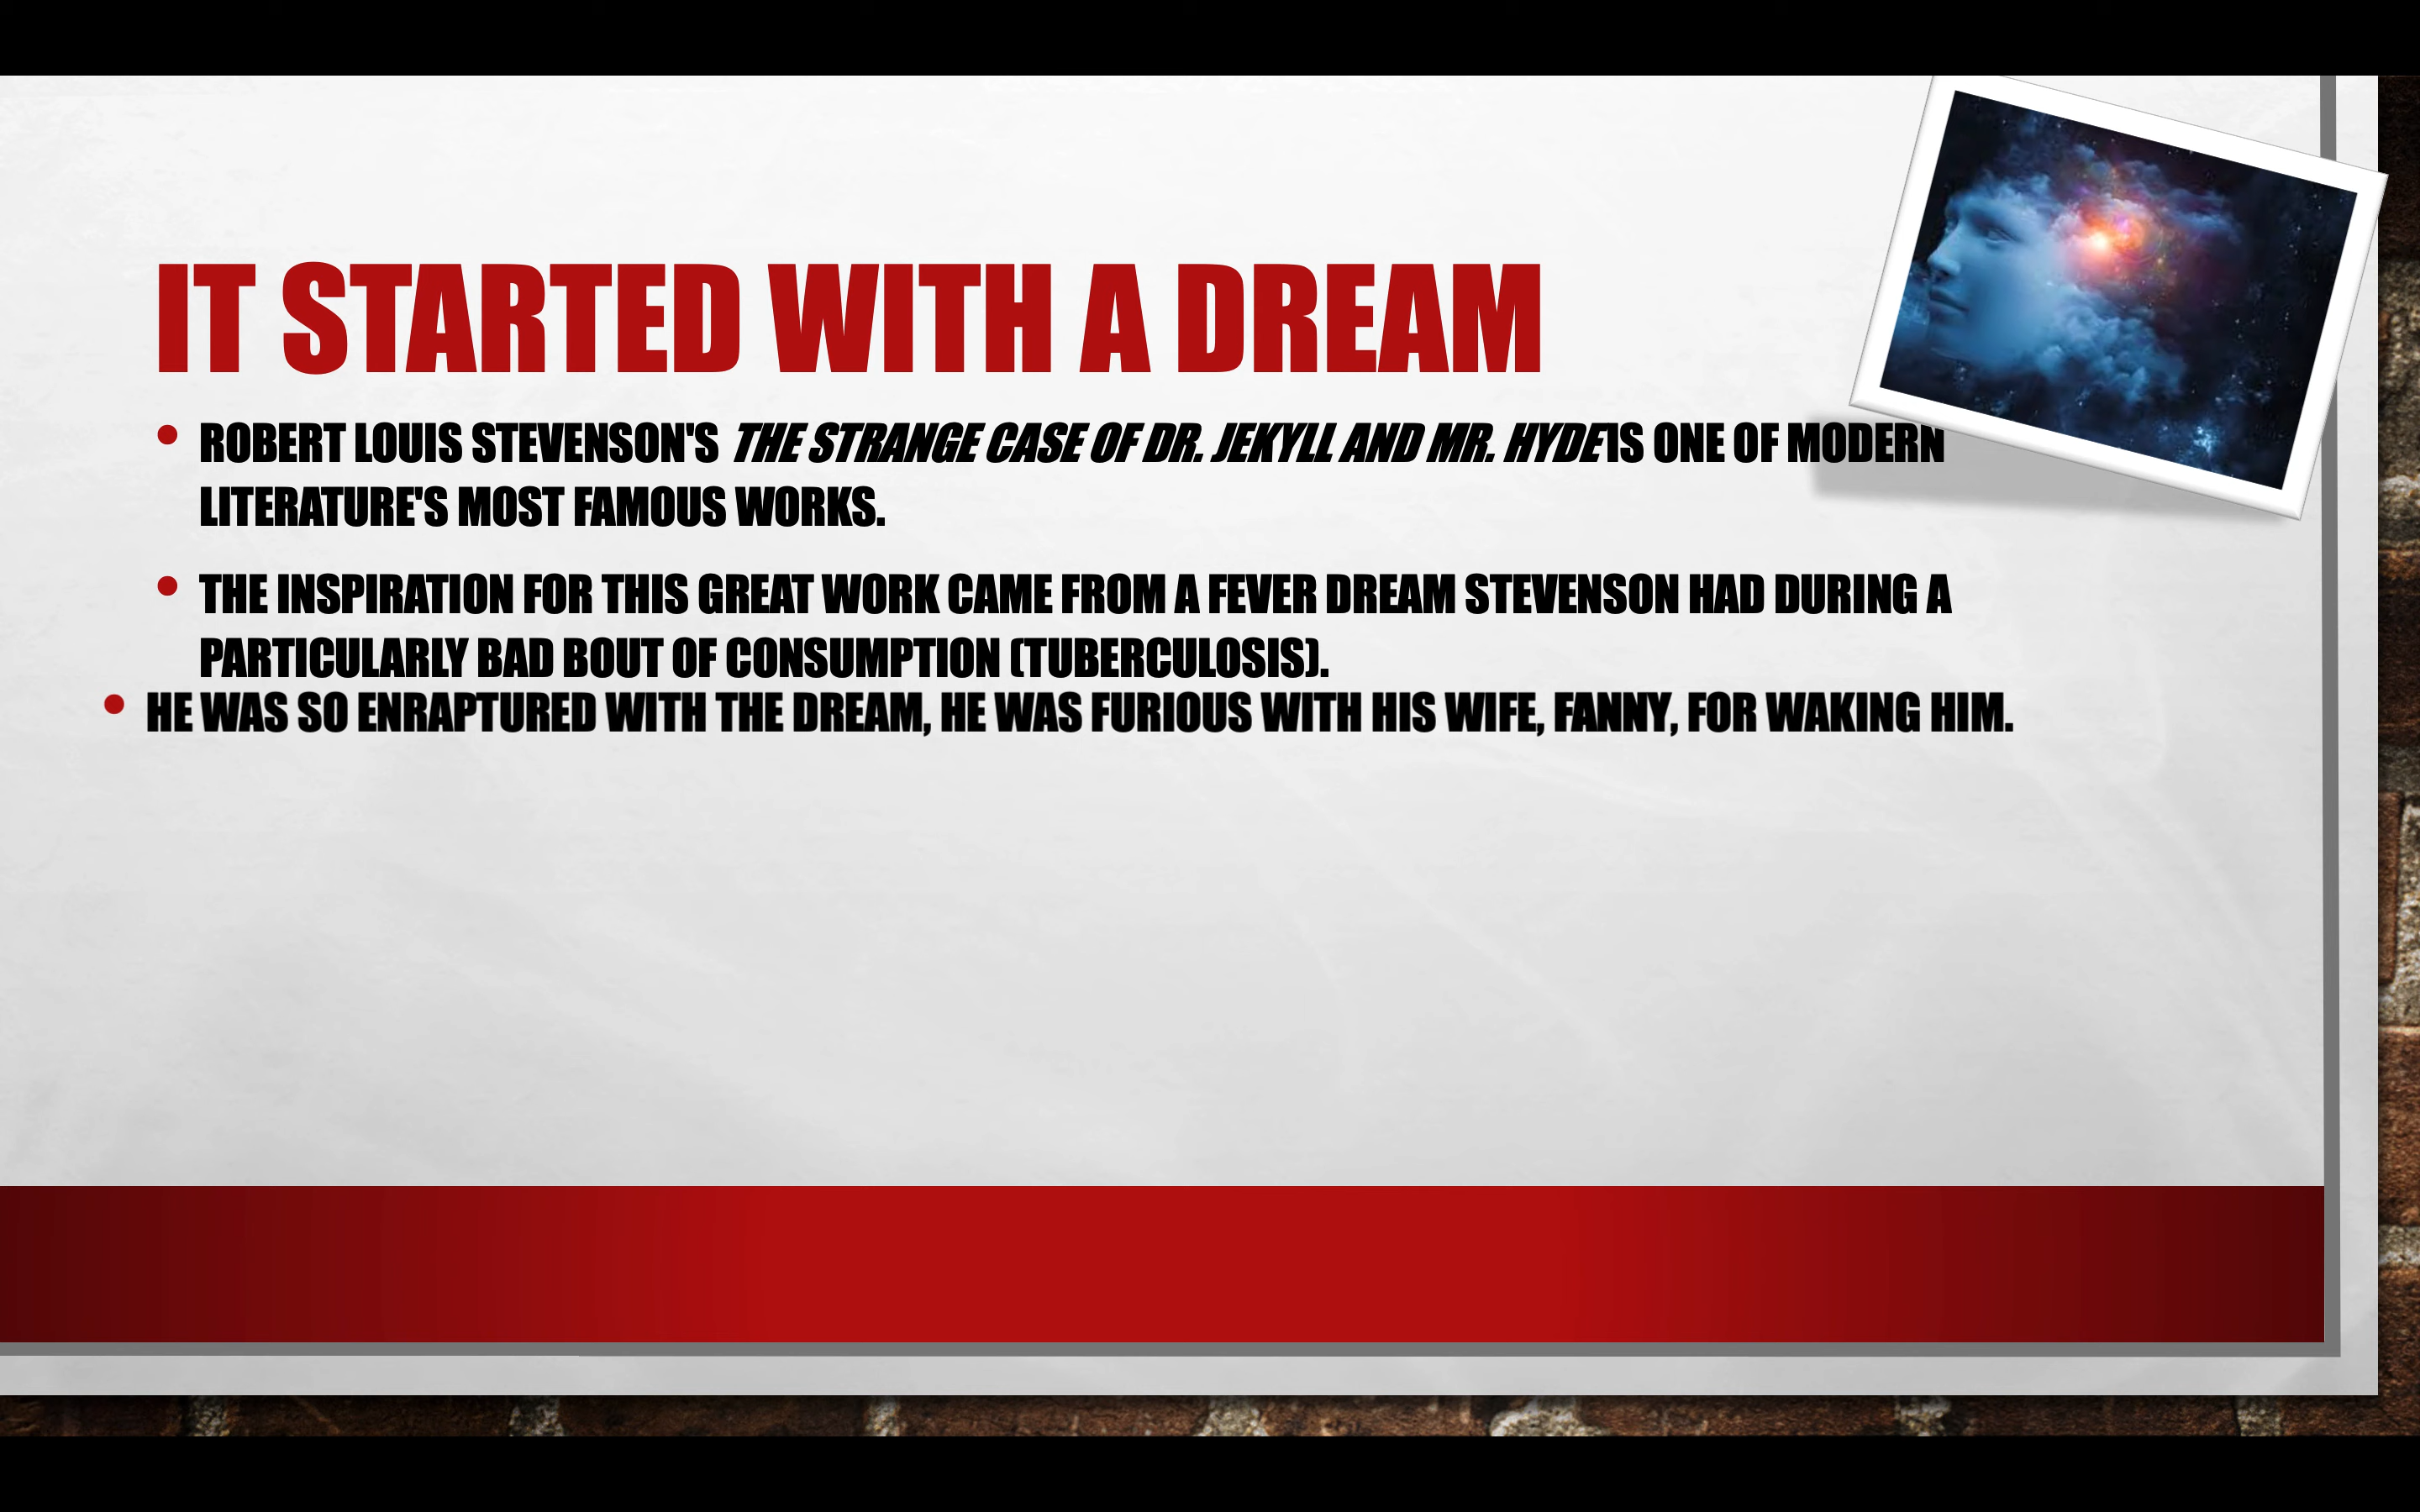 IT STARTED WITH A DREAM
• ROBERT LOUIS STEVENSON'S THE STRANGE CASE OF DR. JEKYLL AND MR. HYDE IS ONE OF MODERN
LITERATURE'S MOST FAMOUS WORKS.
• THE INSPIRATION FOR THIS GREAT WORK CAME FROM A FEVER DREAM STEVENSON HAD DURING A
PARTICULARLY BAD BOUT OF CONSUMPTION (TUBERCULOSIS).
• HE WAS SO ENRAPTURED WITH THE DREAM, HE WAS FURIOUS WITH HIS WIFE, FANNY, FOR WAKING HIM.